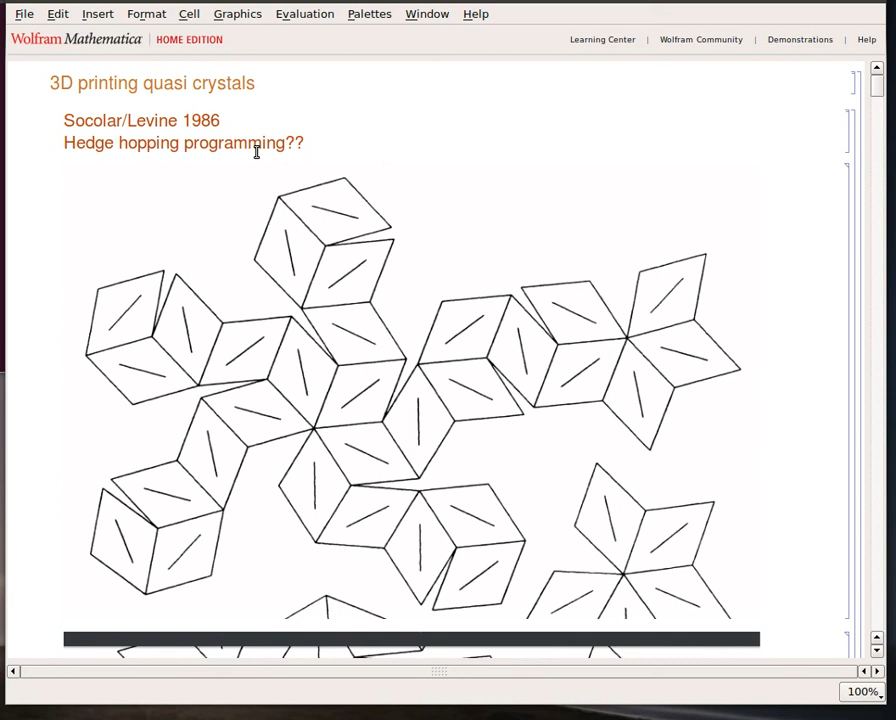 File Edit Insert Format Cell Graphics Evaluation Palettes Window Help
Wolfram Mathematica | HOME EDITION Learning Center | Wolfram Community | Demonstrations | Help
3D printing quasi crystals
Socolar/Levine 1986
Hedge hopping programming??
100%